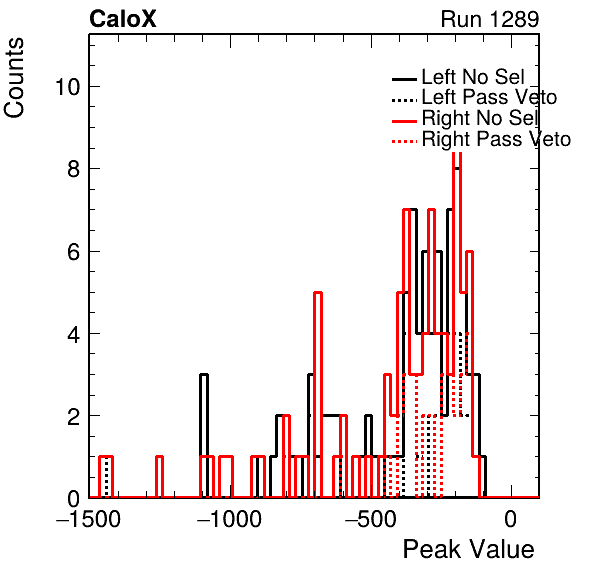 CaloX Run 1289
Counts
Left No Sel
Left Pass Veto
Right No Sel
Right Pass Veto
10
8
6
4
2
0
−1500 −1000 −500 0
Peak Value